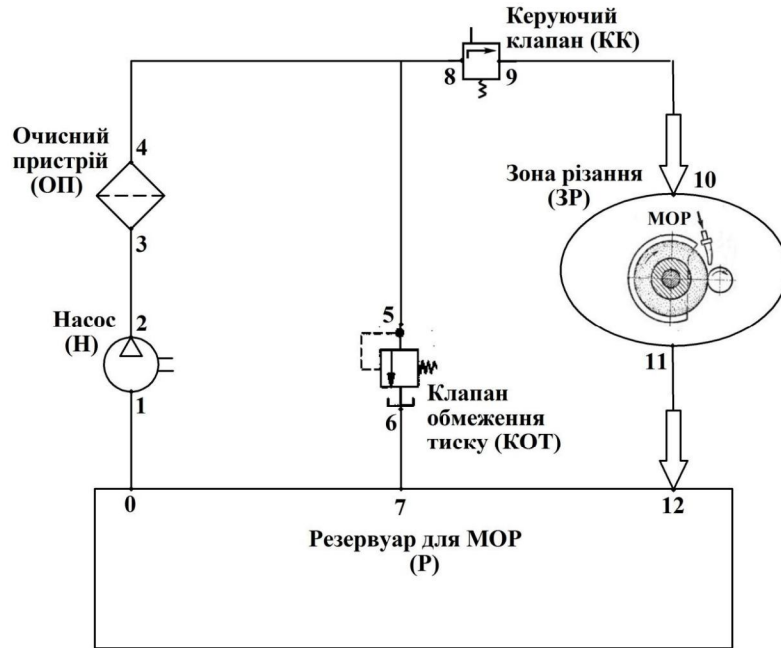 Керуючий
клапан (КК)
8
9
Очисний
пристрій
(ОП)
4
3
Зона різання
(ЗР)
10
МОР
Насос
(Н)
2
1
5
11
Клапан
обмеження
тиску (КОТ)
6
0
7
12
Резервуар для МОР
(Р)